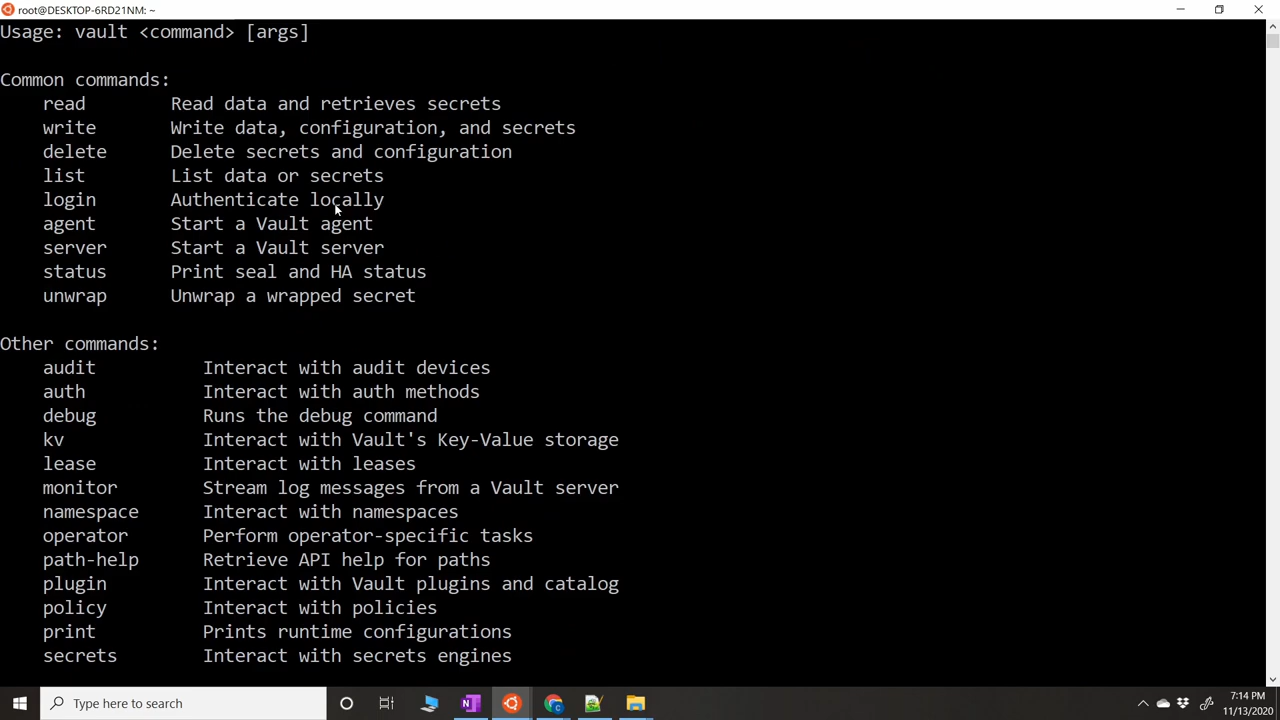 root@DESKTOP-6RD21NM: ~
Usage: vault <command> [args]
Common commands:
read Read data and retrieves secrets
write Write data, configuration, and secrets
delete Delete secrets and configuration
list List data or secrets
login Authenticate locally
agent Start a Vault agent
server Start a Vault server
status Print seal and HA status
unwrap Unwrap a wrapped secret
Other commands:
audit Interact with audit devices
auth Interact with auth methods
debug Runs the debug command
kv Interact with Vault's Key-Value storage
lease Interact with leases
monitor Stream log messages from a Vault server
namespace Interact with namespaces
operator Perform operator-specific tasks
path-help Retrieve API help for paths
plugin Interact with Vault plugins and catalog
policy Interact with policies
print Prints runtime configurations
secrets Interact with secrets engines
Type here to search
7:14 PM
11/13/2020